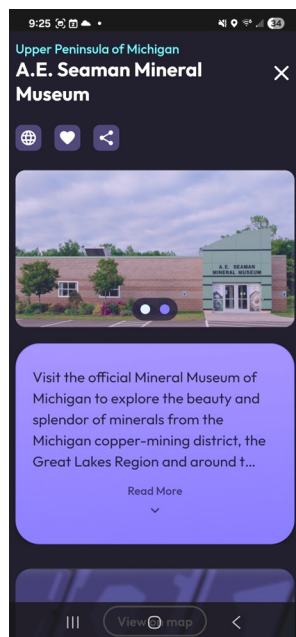 9:25
34
Upper Peninsula of Michigan
A.E. Seaman Mineral
Museum
A. E. SEAMAN
MINERAL MUSEUM
Visit the official Mineral Museum of
Michigan to explore the beauty and
splendor of minerals from the
Michigan copper-mining district, the
Great Lakes Region and around t...
Read More
View on map